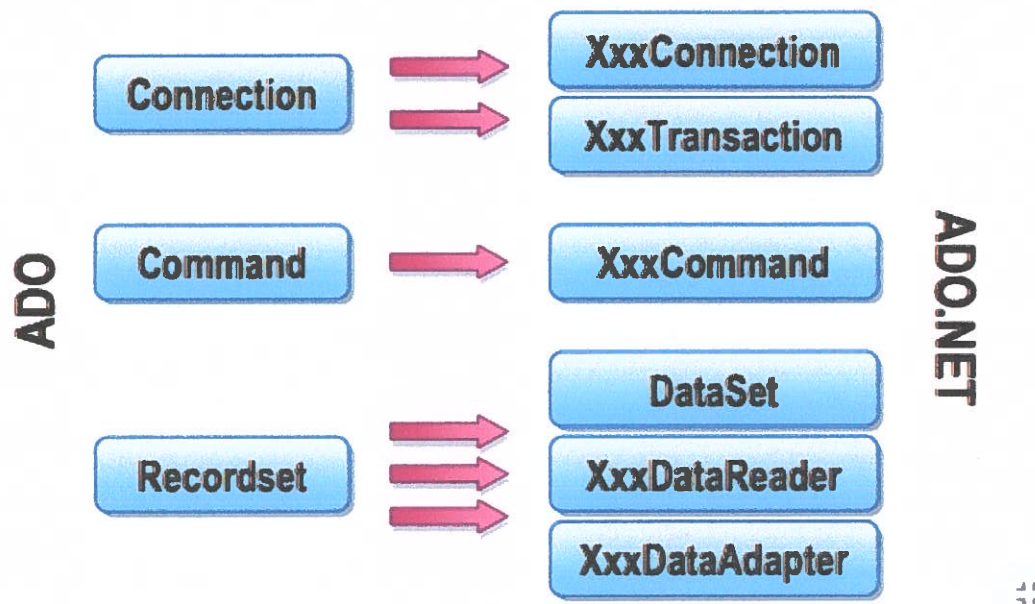 ADO
Connection
XxxConnection
XxxTransaction
Command
XxxCommand
Recordset
DataSet
XxxDataReader
XxxDataAdapter
ADO.NET